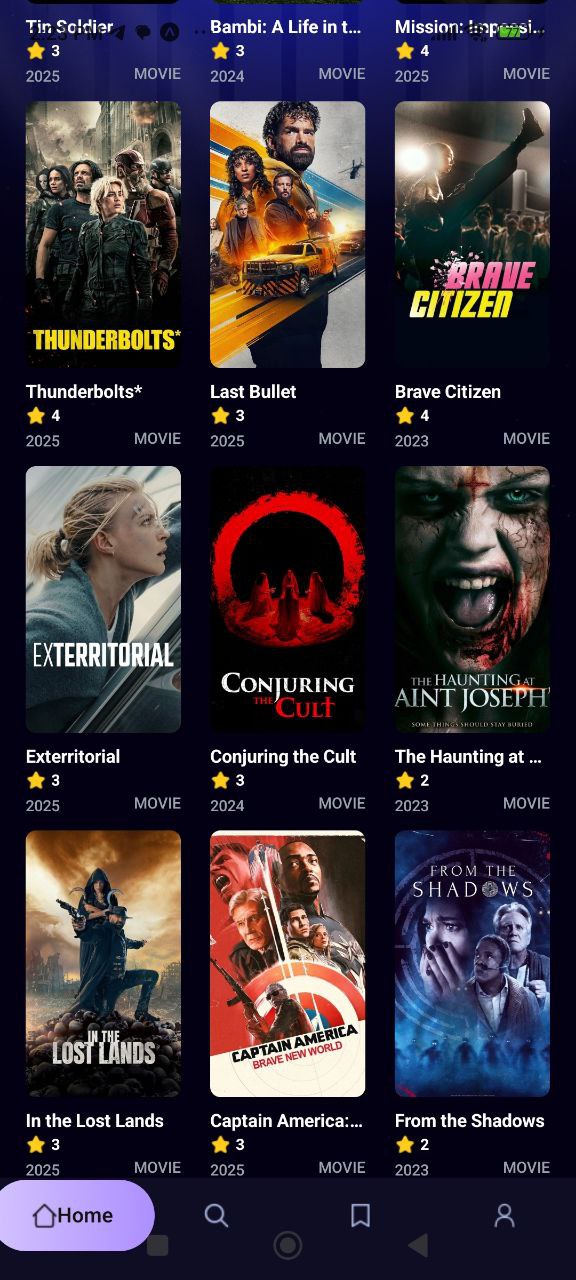 Tin Soldier
Bambi: A Life in t...
Mission: Impossi...
3
3
4
2025
MOVIE
2024
MOVIE
2025
MOVIE
THUNDERBOLTS*
BRAVE
CITIZEN
Thunderbolts*
Last Bullet
Brave Citizen
4
3
4
2025
MOVIE
2025
MOVIE
2023
MOVIE
EXTERRITORIAL
CONJURING
THE CULT
THE HAUNTING AT
AINT JOSEPH'
SOME THINGS SHOULD STAY BURIED
Exterritorial
Conjuring the Cult
The Haunting at ...
3
3
2
2025
MOVIE
2024
MOVIE
2023
MOVIE
IN THE
LOST LANDS
CAPTAIN AMERICA
BRAVE NEW WORLD
FROM THE
SHADOWS
In the Lost Lands
Captain America:...
From the Shadows
3
3
2
2025
MOVIE
2025
MOVIE
2023
MOVIE
Home